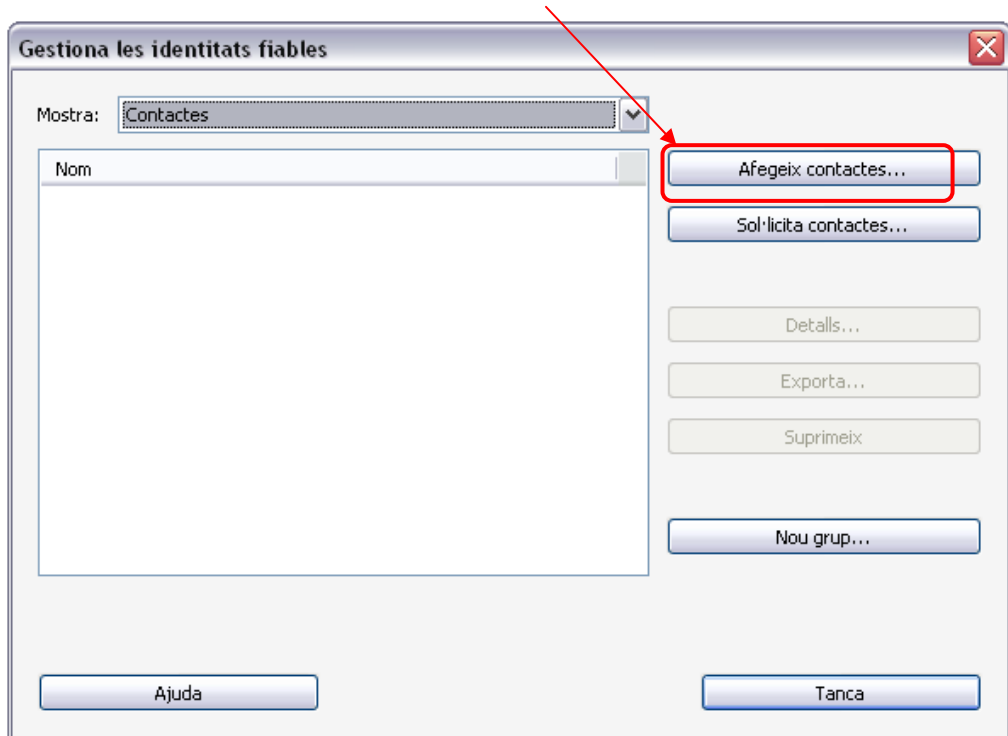 Gestiona les identitats fiables
Mostra: Contactes
Nom
Afegeix contactes...
Sol·licita contactes...
Detalls...
Exporta...
Suprimeix
Nou grup...
Ajuda
Tanca